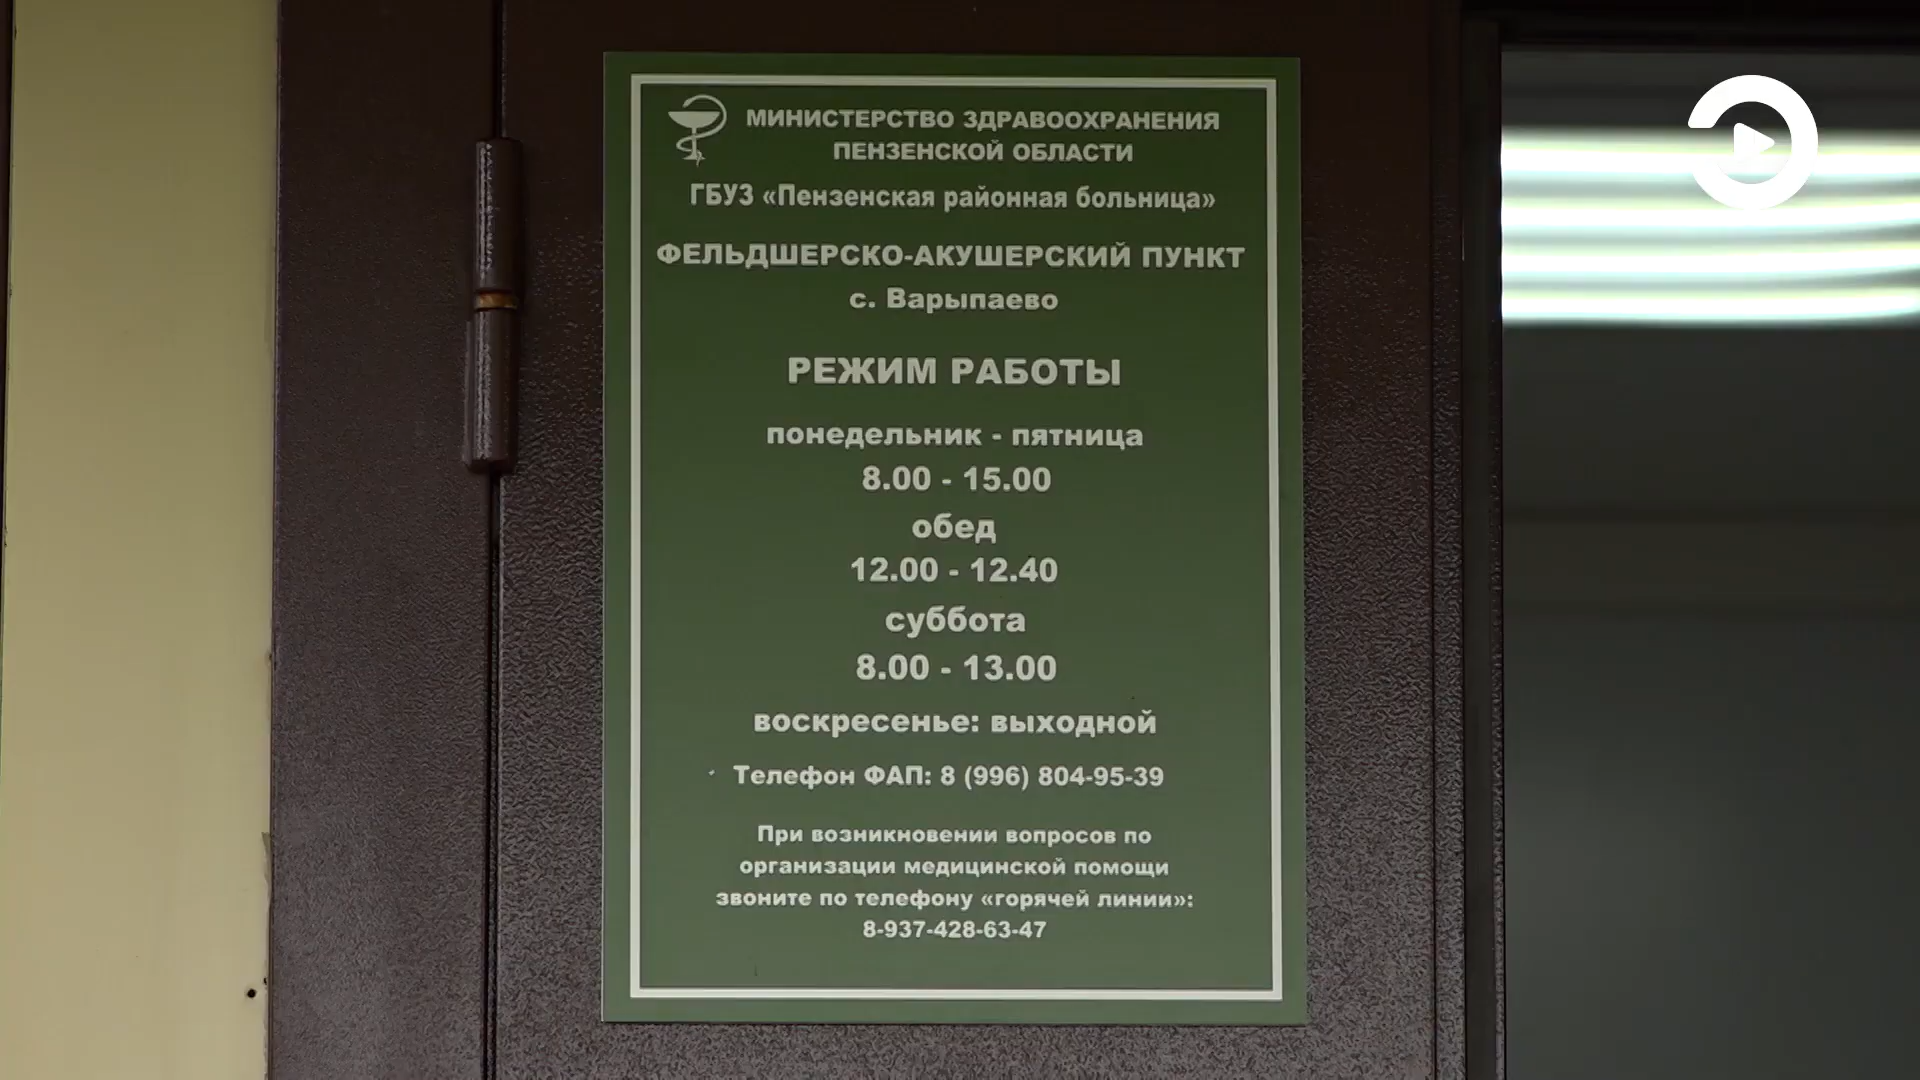 МИНИСТЕРСТВО ЗДРАВООХРАНЕНИЯ
ПЕНЗЕНСКОЙ ОБЛАСТИ
ГБУЗ «Пензенская районная больница»
ФЕЛЬДШЕРСКО-АКУШЕРСКИЙ ПУНКТ
с. Варыпаево
РЕЖИМ РАБОТЫ
понедельник - пятница
8.00 - 15.00
обед
12.00 - 12.40
суббота
8.00 - 13.00
воскресенье: выходной
Телефон ФАП: 8 (996) 804-95-39
При возникновении вопросов по
организации медицинской помощи
звоните по телефону «горячей линии»:
8-937-428-63-47